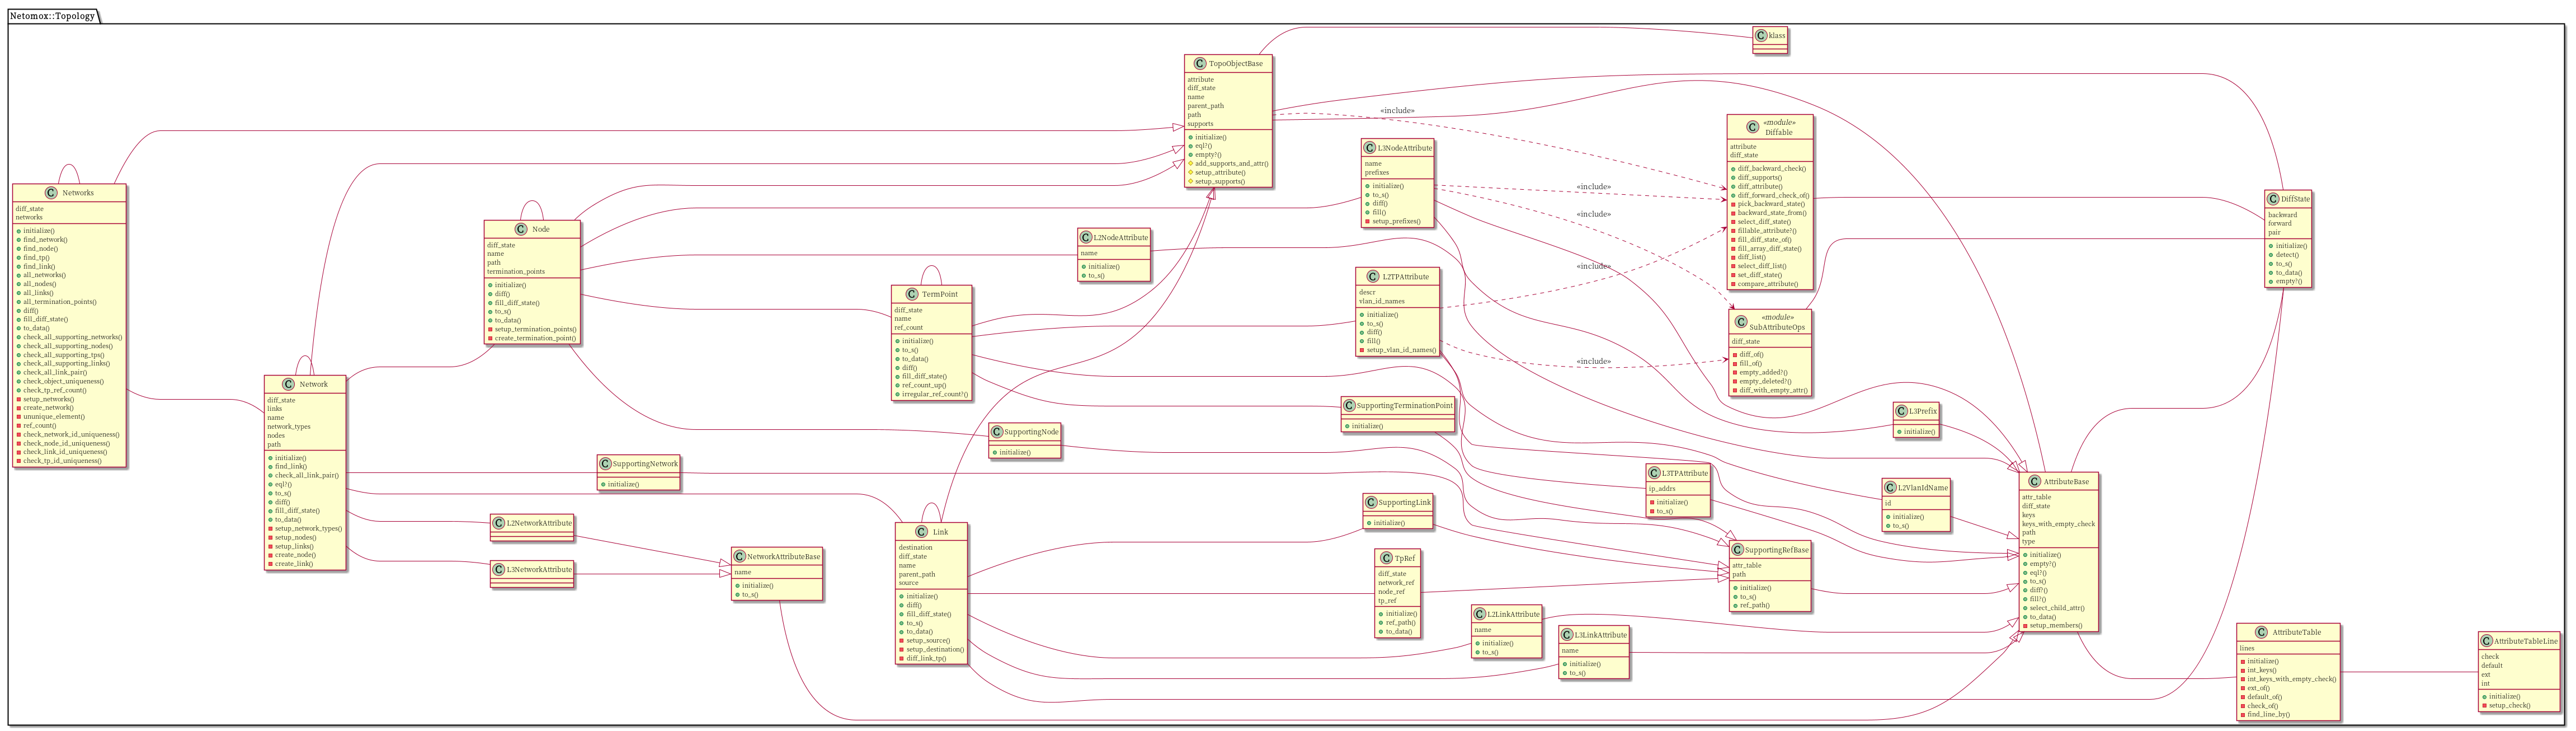 Netomox::Topology
C Networks
diff_state
networks
initialize()
find_network()
find_node()
find_tp()
find_link()
all_networks()
all_nodes()
all_links()
all_termination_points()
diff()
fill_diff_state()
to_data()
check_all_supporting_networks()
check_all_supporting_nodes()
check_all_supporting_tps()
check_all_supporting_links()
check_all_link_pair()
check_object_uniqueness()
check_tp_ref_count()
setup_networks()
create_network()
ununique_element()
ref_count()
check_network_id_uniqueness()
check_node_id_uniqueness()
check_link_id_uniqueness()
check_tp_id_uniqueness()
C Network
diff_state
links
name
network_types
nodes
path
initialize()
find_link()
check_all_link_pair()
eql?()
to_s()
diff()
fill_diff_state()
to_data()
setup_network_types()
setup_nodes()
setup_links()
create_node()
create_link()
C Node
diff_state
name
path
termination_points
initialize()
diff()
fill_diff_state()
to_s()
to_data()
setup_termination_points()
create_termination_point()
C SupportingNetwork
initialize()
C L2NetworkAttribute
C L3NetworkAttribute
C NetworkAttributeBase
name
initialize()
to_s()
C TermPoint
diff_state
name
ref_count
initialize()
to_s()
to_data()
diff()
fill_diff_state()
ref_count_up()
irregular_ref_count?()
C Link
destination
diff_state
name
parent_path
source
initialize()
diff()
fill_diff_state()
to_s()
to_data()
setup_source()
setup_destination()
diff_link_tp()
C SupportingNode
initialize()
C L2NodeAttribute
name
initialize()
to_s()
C TopoObjectBase
attribute
diff_state
name
parent_path
path
supports
initialize()
eql?()
empty?()
add_supports_and_attr()
setup_attribute()
setup_supports()
C L3NodeAttribute
name
prefixes
initialize()
to_s()
diff()
fill()
setup_prefixes()
C L2TPAttribute
descr
vlan_id_names
initialize()
to_s()
diff()
fill()
setup_vlan_id_names()
C SupportingTerminationPoint
initialize()
C SupportingLink
initialize()
C TpRef
diff_state
network_ref
node_ref
tp_ref
initialize()
ref_path()
to_data()
C L2LinkAttribute
name
initialize()
to_s()
C L3LinkAttribute
name
initialize()
to_s()
«include»
«include»
«include»
«include»
«include»
C L3TPAttribute
ip_addrs
initialize()
to_s()
C klass
C «module»
Diffable
attribute
diff_state
diff_backward_check()
diff_supports()
diff_attribute()
diff_forward_check_of()
pick_backward_state()
backward_state_from()
select_diff_state()
fillable_attribute?()
fill_diff_state_of()
fill_array_diff_state()
diff_list()
select_diff_list()
set_diff_state()
compare_attribute()
C «module»
SubAttributeOps
diff_state
diff_of()
fill_of()
empty_added?()
empty_deleted?()
diff_with_empty_attr()
C SupportingRefBase
attr_table
path
initialize()
to_s()
ref_path()
C L3Prefix
initialize()
C L2VlanIdName
id
initialize()
to_s()
C AttributeBase
attr_table
diff_state
keys
keys_with_empty_check
path
type
initialize()
empty?()
eql?()
to_s()
diff?()
fill?()
select_child_attr()
to_data()
setup_members()
C DiffState
backward
forward
pair
initialize()
detect()
to_s()
to_data()
empty?()
C AttributeTable
lines
initialize()
int_keys()
int_keys_with_empty_check()
ext_of()
default_of()
check_of()
find_line_by()
C AttributeTableLine
check
default
ext
int
initialize()
setup_check()